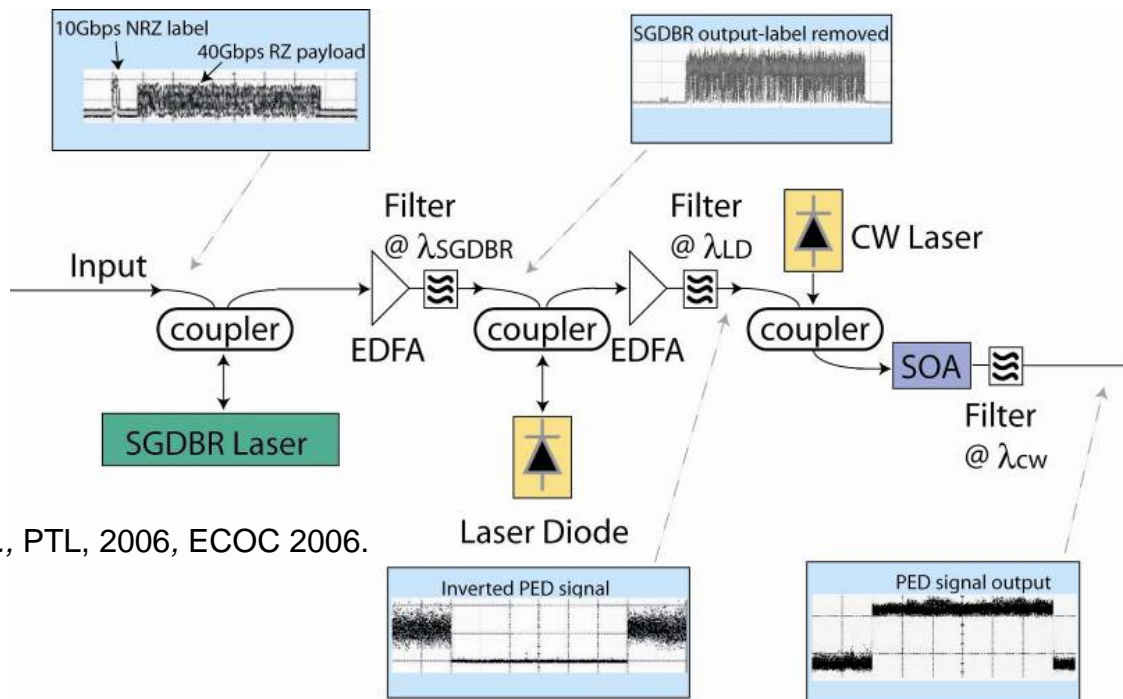 10Gbps NRZ label
40Gbps RZ payload
SGDBR output-label removed
Filter
@ λSGDBR
Filter
@ λLD
CW Laser
Input
coupler
EDFA
coupler
EDFA
coupler
SOA
SGDBR Laser
Filter
@ λCW
Laser Diode
., PTL, 2006, ECOC 2006.
Inverted PED signal
PED signal output